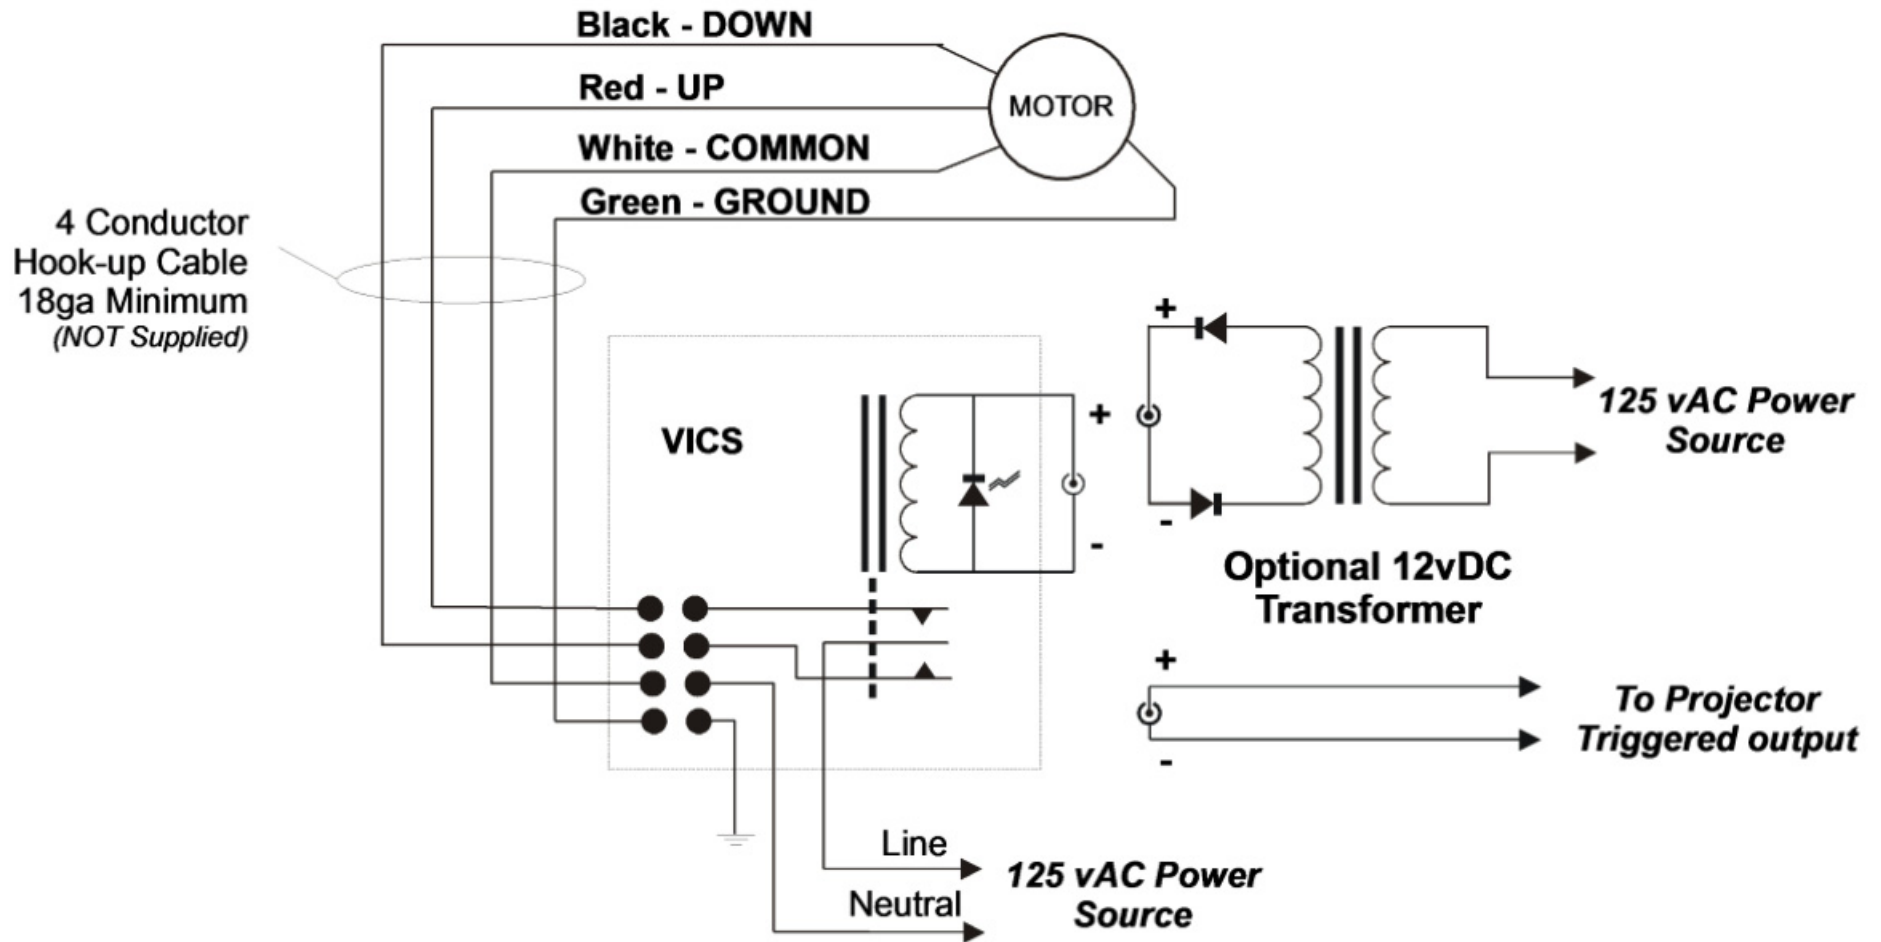 Black - DOWN
Red - UP
MOTOR
White - COMMON
Green - GROUND
4 Conductor
Hook-up Cable
18ga Minimum
(NOT Supplied)
+
125 vAC Power
Source
-
VICS
+
-
Optional 12vDC
Transformer
+
To Projector
Triggered output
-
Line
125 vAC Power
Source
Neutral